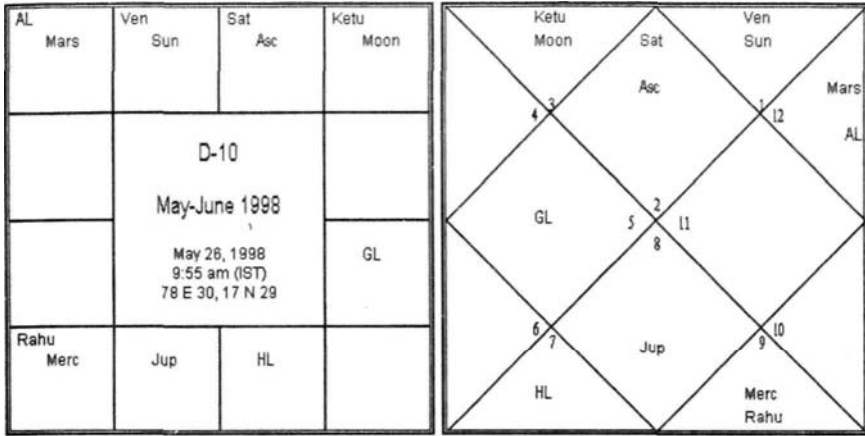 AL
Mars
Ven
Sun
Sat
Asc
Ketu
Moon
D-10
May-June 1998
May 26, 1998
9:55 am (IST)
78 E 30, 17 N 29
GL
Rahu
Merc
Jup
HL
Ketu
Moon
Sat
Ven
Sun
Asc
Mars
AL
3
4
1
12
GL
2
5
11
8
6
7
10
9
Jup
HL
Merc
Rahu